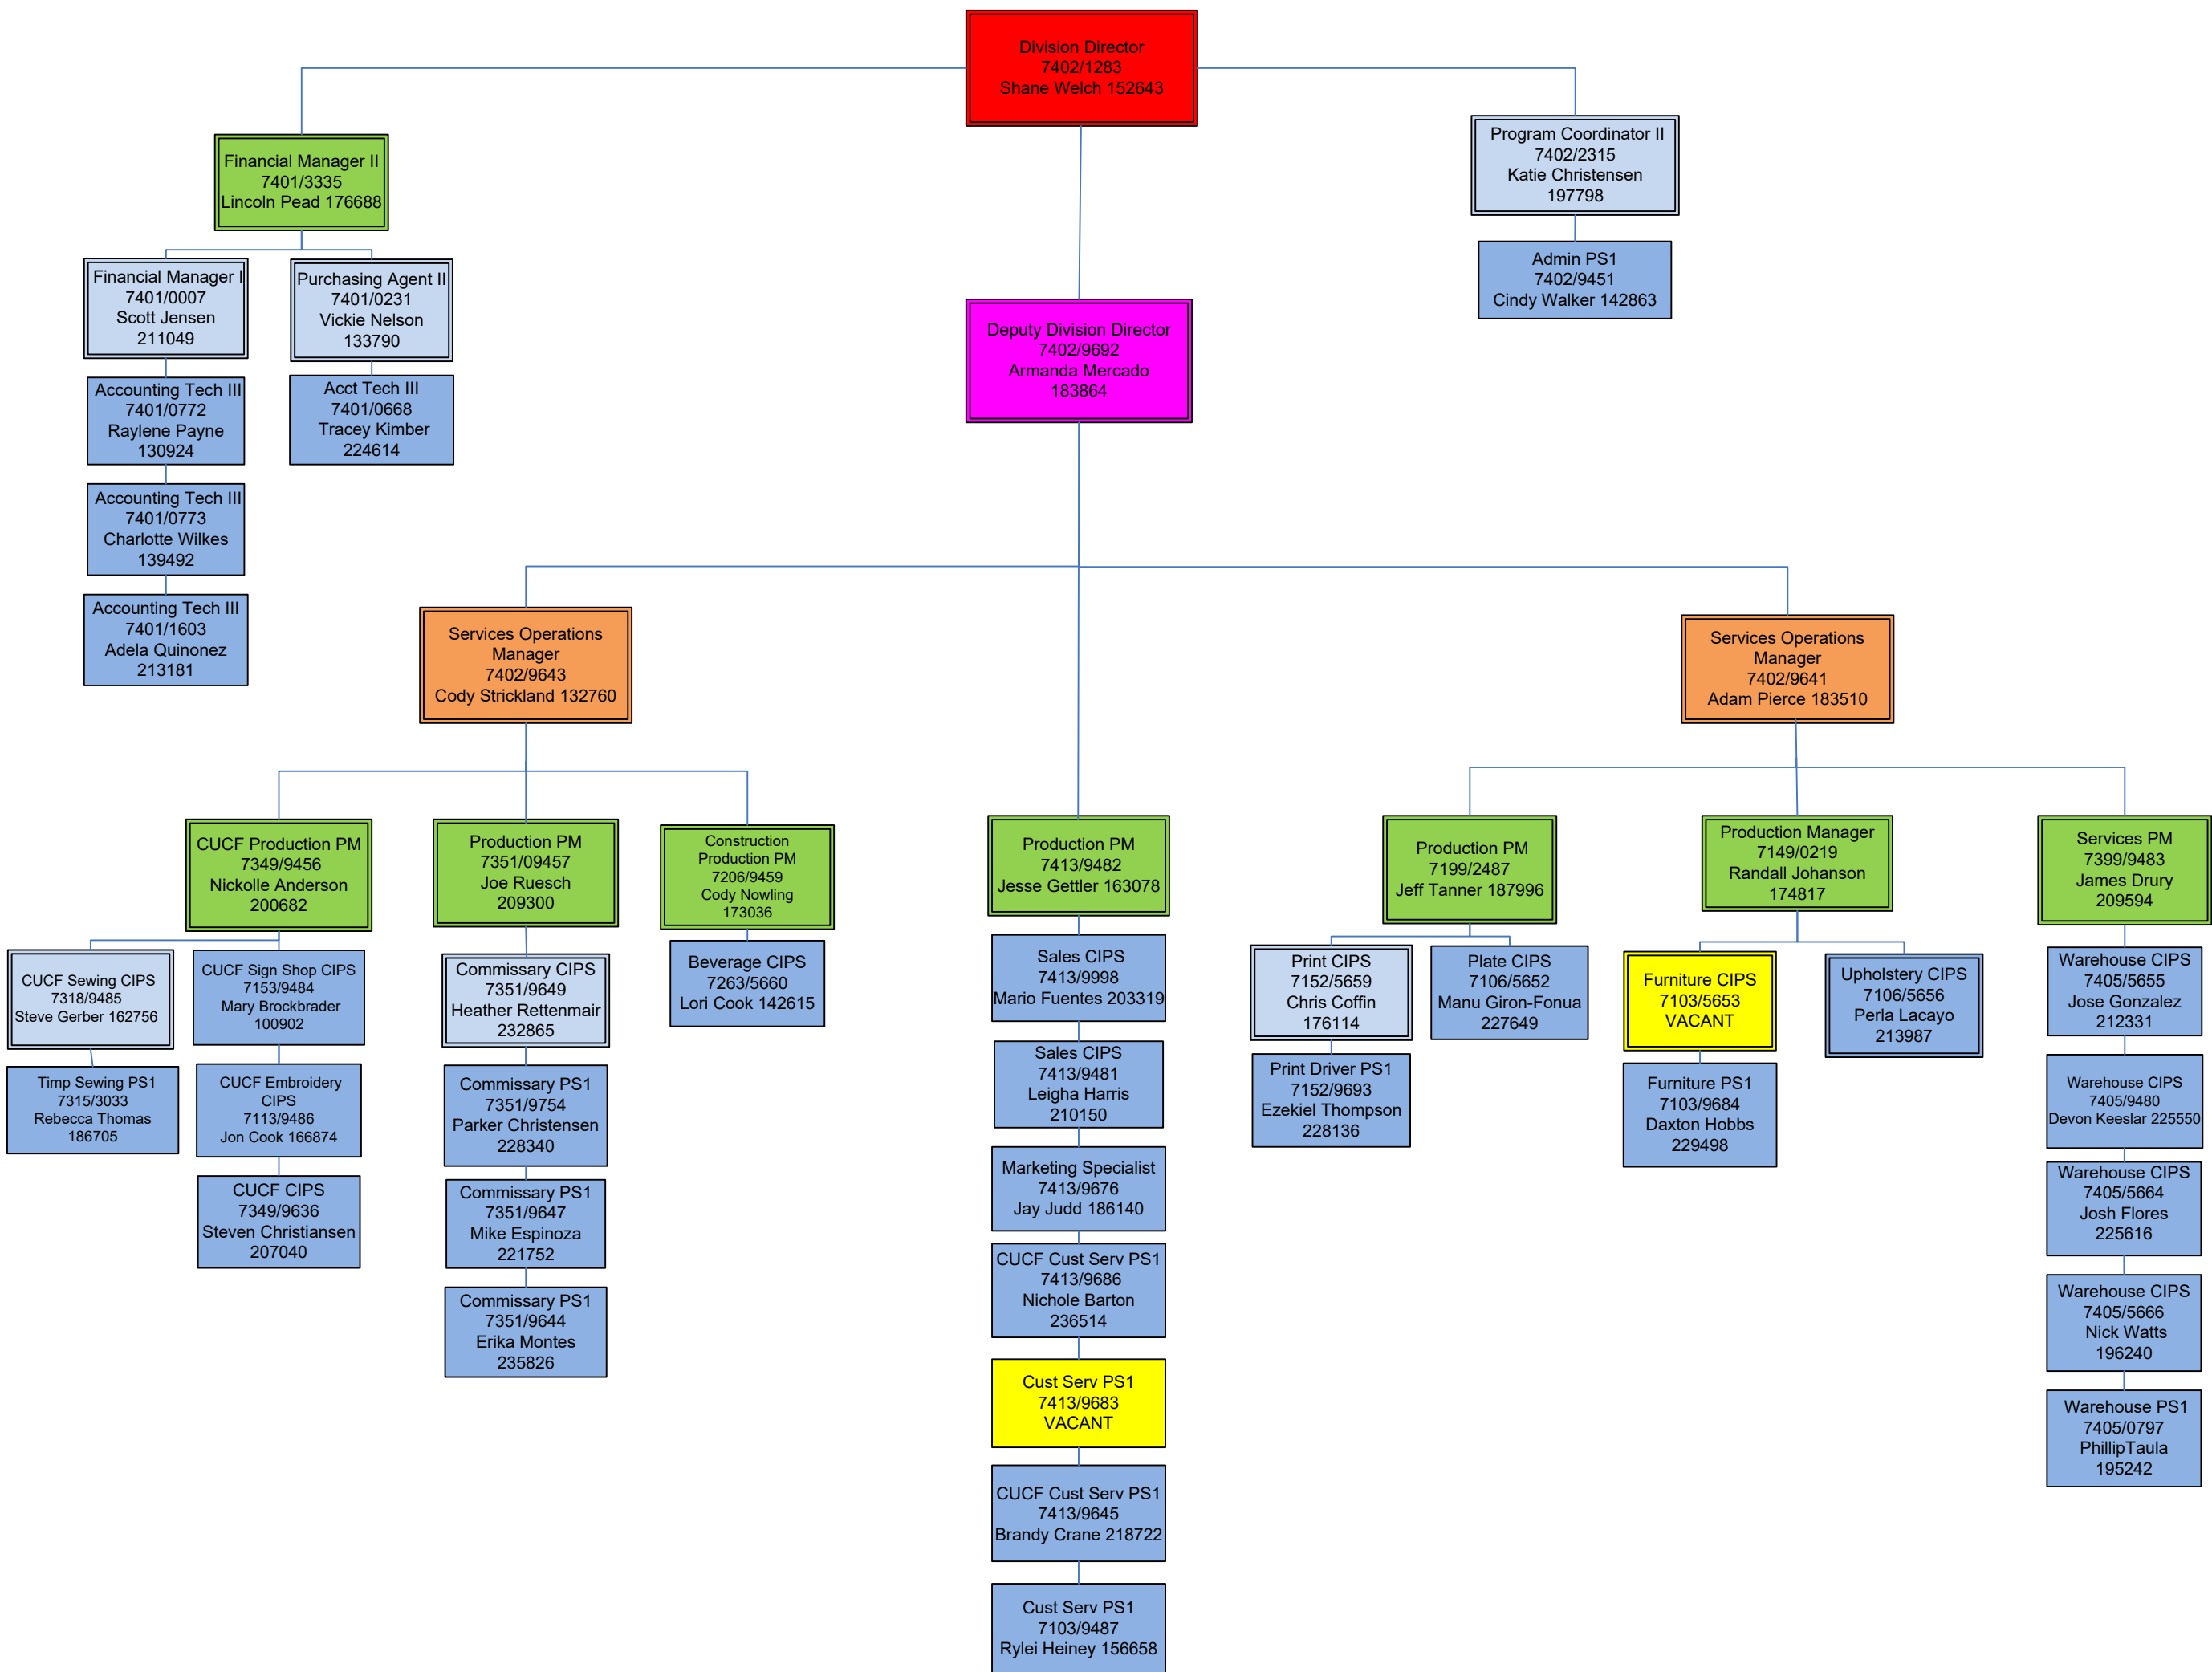 Division Director
7402/1283
Shane Welch 152643
Financial Manager II
7401/3335
Lincoln Pead 176688
Program Coordinator II
7402/2315
Katie Christensen
197798
Admin PS1
7402/9451
Cindy Walker 142863
Financial Manager I
7401/0007
Scott Jensen
211049
Purchasing Agent II
7401/0231
Vickie Nelson
133790
Accounting Tech III
7401/0772
Raylene Payne
130924
Acct Tech III
7401/0668
Tracey Kimber
224614
Accounting Tech III
7401/0773
Charlotte Wilkes
139492
Accounting Tech III
7401/1603
Adela Quinonez
213181
Deputy Division Director
7402/9692
Armanda Mercado
183864
Services Operations
Manager
7402/9643
Cody Strickland 132760
Services Operations
Manager
7402/9641
Adam Pierce 183510
CUCF Production PM
7349/9456
Nickolle Anderson
200682
Production PM
7351/09457
Joe Ruesch
209300
Construction
Production PM
7206/9459
Cody Nowling
173036
Production PM
7413/9482
Jesse Gettler 163078
Production PM
7199/2487
Jeff Tanner 187996
Production Manager
7149/0219
Randall Johanson
174817
Services PM
7399/9483
James Drury
209594
CUCF Sewing CIPS
7318/9485
Steve Gerber 162756
Timp Sewing PS1
7315/3033
Rebecca Thomas
186705
CUCF Sign Shop CIPS
7153/9484
Mary Brockbrader
100902
CUCF Embroidery
CIPS
7113/9486
Jon Cook 166874
CUCF CIPS
7349/9636
Steven Christiansen
207040
Commissary CIPS
7351/9649
Heather Rettenmair
232865
Commissary PS1
7351/9754
Parker Christensen
228340
Commissary PS1
7351/9647
Mike Espinoza
221752
Commissary PS1
7351/9644
Erika Montes
235826
Beverage CIPS
7263/5660
Lori Cook 142615
Sales CIPS
7413/9998
Mario Fuentes 203319
Sales CIPS
7413/9481
Leigha Harris
210150
Marketing Specialist
7413/9676
Jay Judd 186140
CUCF Cust Serv PS1
7413/9686
Nichole Barton
236514
Cust Serv PS1
7413/9683
VACANT
CUCF Cust Serv PS1
7413/9645
Brandy Crane 218722
Cust Serv PS1
7103/9487
Rylei Heiney 156658
Print CIPS
7152/5659
Chris Coffin
176114
Print Driver PS1
7152/9693
Ezekiel Thompson
228136
Plate CIPS
7106/5652
Manu Giron-Fonua
227649
Furniture CIPS
7103/5653
VACANT
Furniture PS1
7103/9684
Daxton Hobbs
229498
Upholstery CIPS
7106/5656
Perla Lacayo
213987
Warehouse CIPS
7405/5655
Jose Gonzalez
212331
Warehouse CIPS
7405/9480
Devon Keeslar 225550
Warehouse CIPS
7405/5664
Josh Flores
225616
Warehouse CIPS
7405/5666
Nick Watts
196240
Warehouse PS1
7405/0797
PhillipTaula
195242